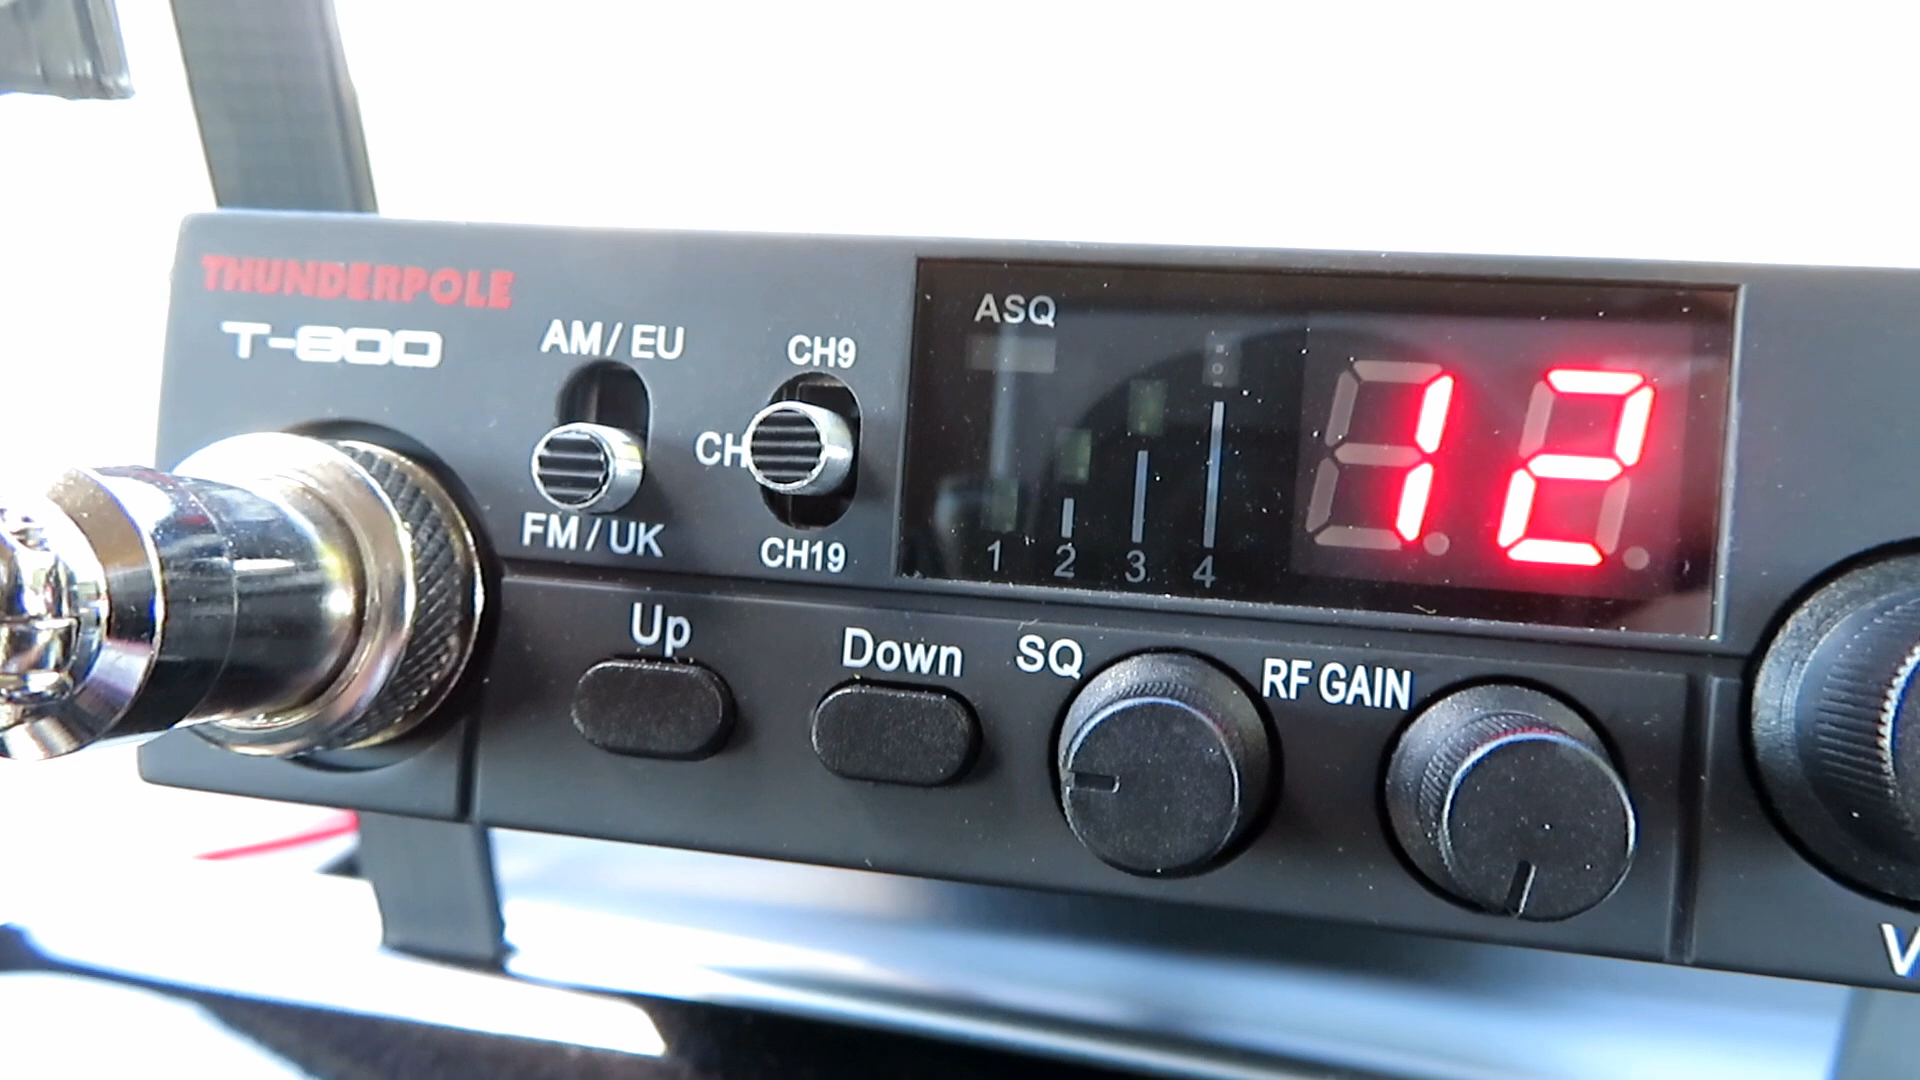 THUNDERPOLE
T-800
AM / EU
FM / UK
CH9
CH
CH19
ASQ
1 2 3 4
12
Up
Down
SQ
RF GAIN
V